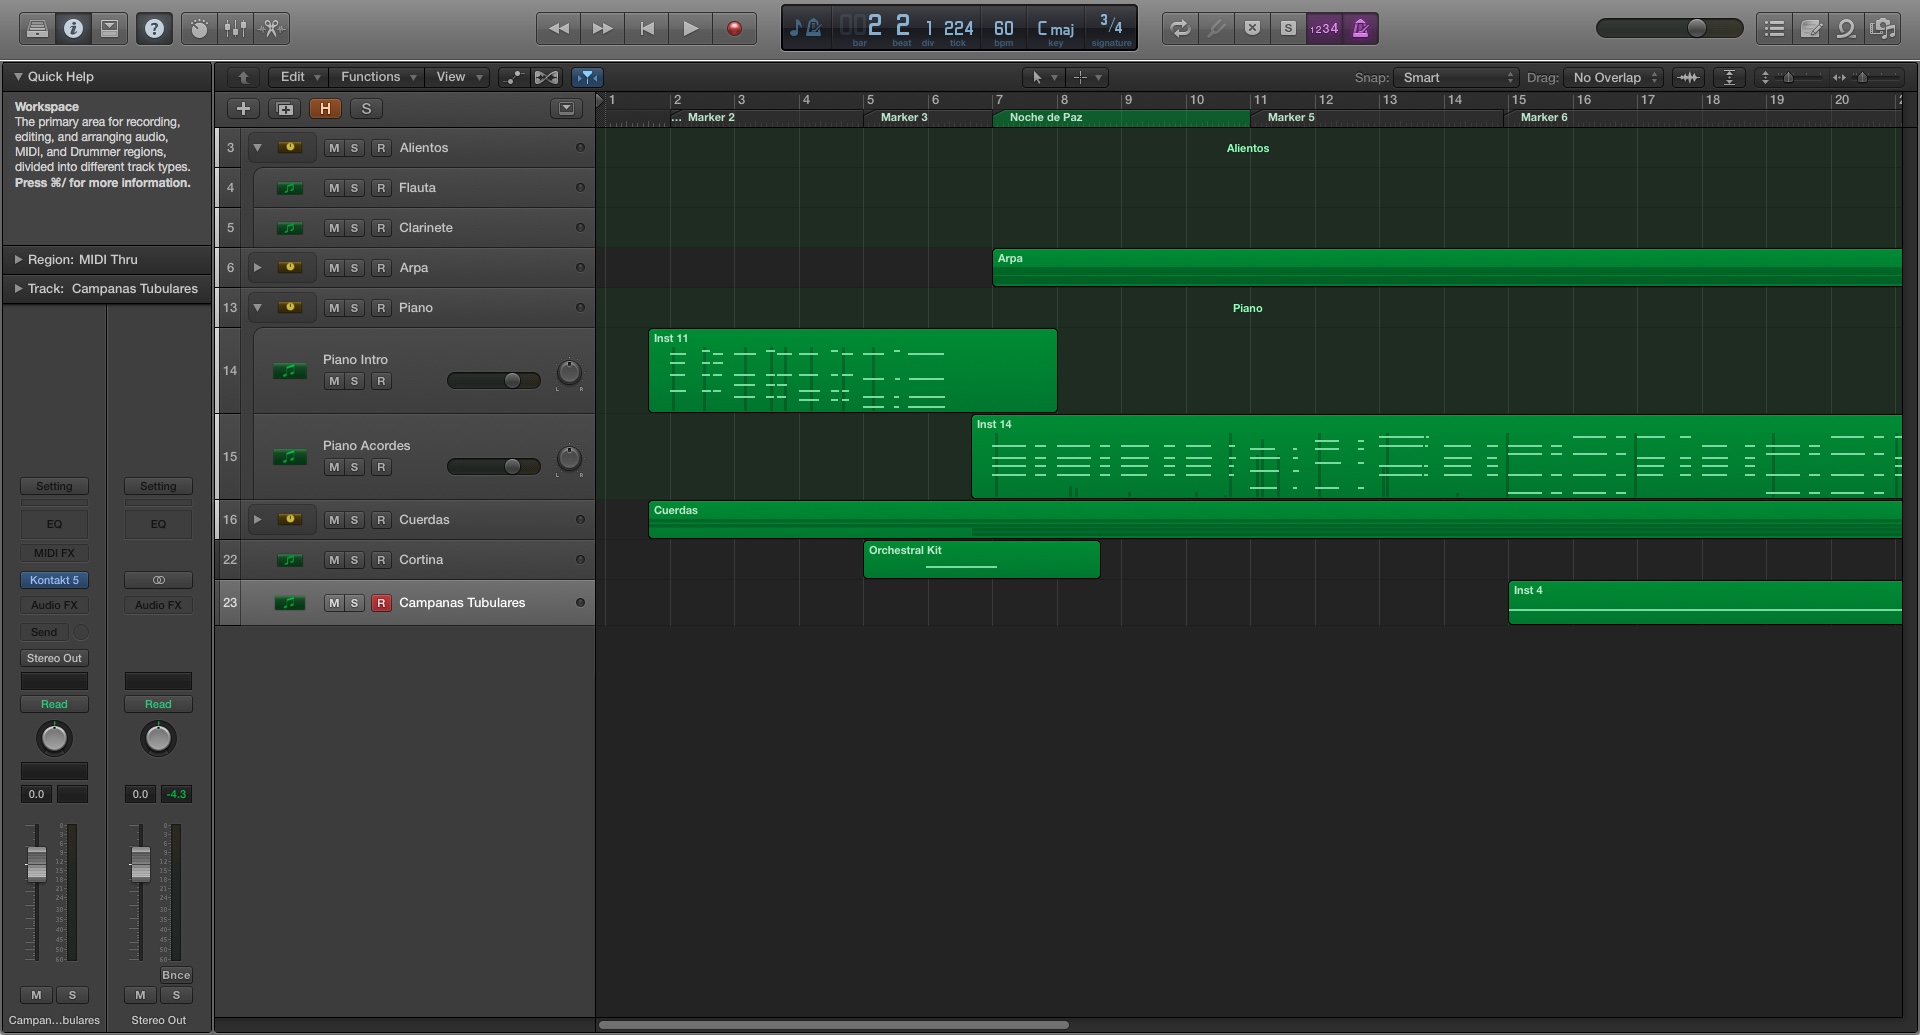 2 2 1 224 60 C maj 3/4
bar beat div tick bpm key signature
S 1234
Quick Help
Edit Functions View
Snap: Smart Drag: No Overlap
H S
Workspace
The primary area for recording,
editing, and arranging audio,
MIDI, and Drummer regions,
divided into different track types.
Press ⌘/ for more information.
Region: MIDI Thru
Track: Campanas Tubulares
1 2 3 4 5 6 7 8 9 10 11 12 13 14 15 16 17 18 19 20
... Marker 2 Marker 3 Noche de Paz Marker 5 Marker 6
3 M S R Alientos
Alientos
4 M S R Flauta
5 M S R Clarinete
6 M S R Arpa
Arpa
13 M S R Piano
Piano
14 Piano Intro
M S R
L R
Inst 11
15 Piano Acordes
M S R
L R
Inst 14
16 M S R Cuerdas
Cuerdas
22 M S R Cortina
Orchestral Kit
23 M S R Campanas Tubulares
Inst 4
Setting Setting
EQ EQ
MIDI FX
Kontakt 5
Audio FX Audio FX
Send
Stereo Out
Read Read
0.0 0.0 -4.3
Bnce
M S M S
Campan...bulares Stereo Out